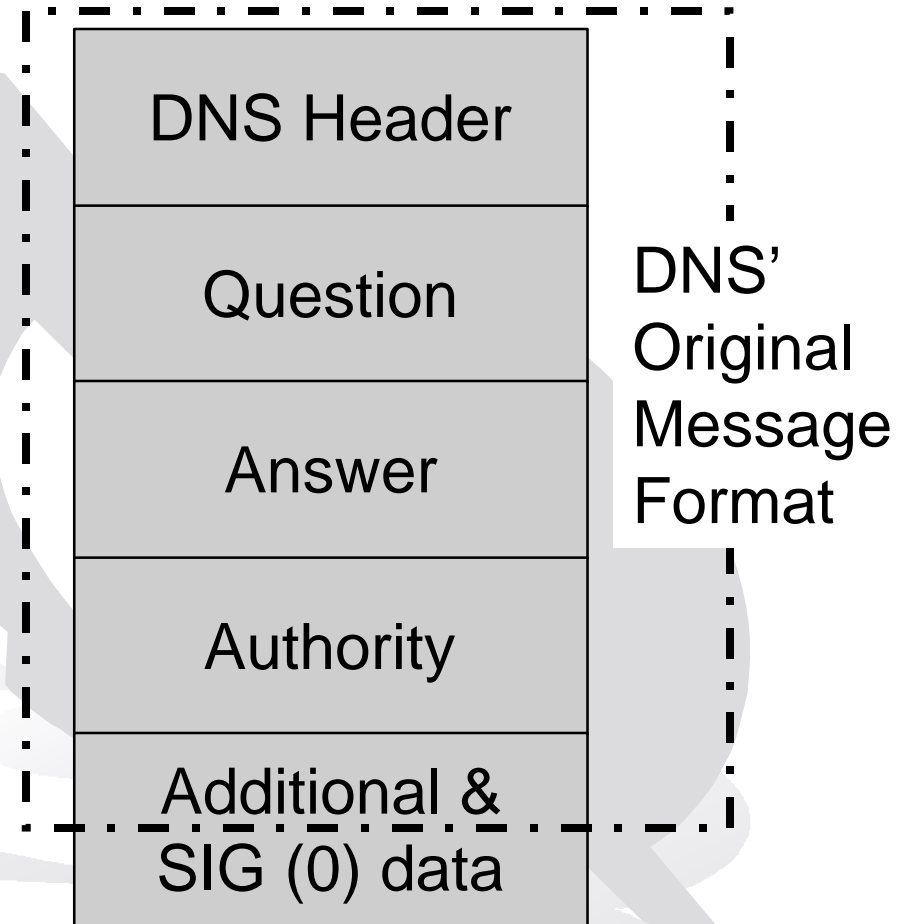 DNS Header
Question
Answer
Authority
Additional &
SIG (0) data
DNS’
Original
Message
Format